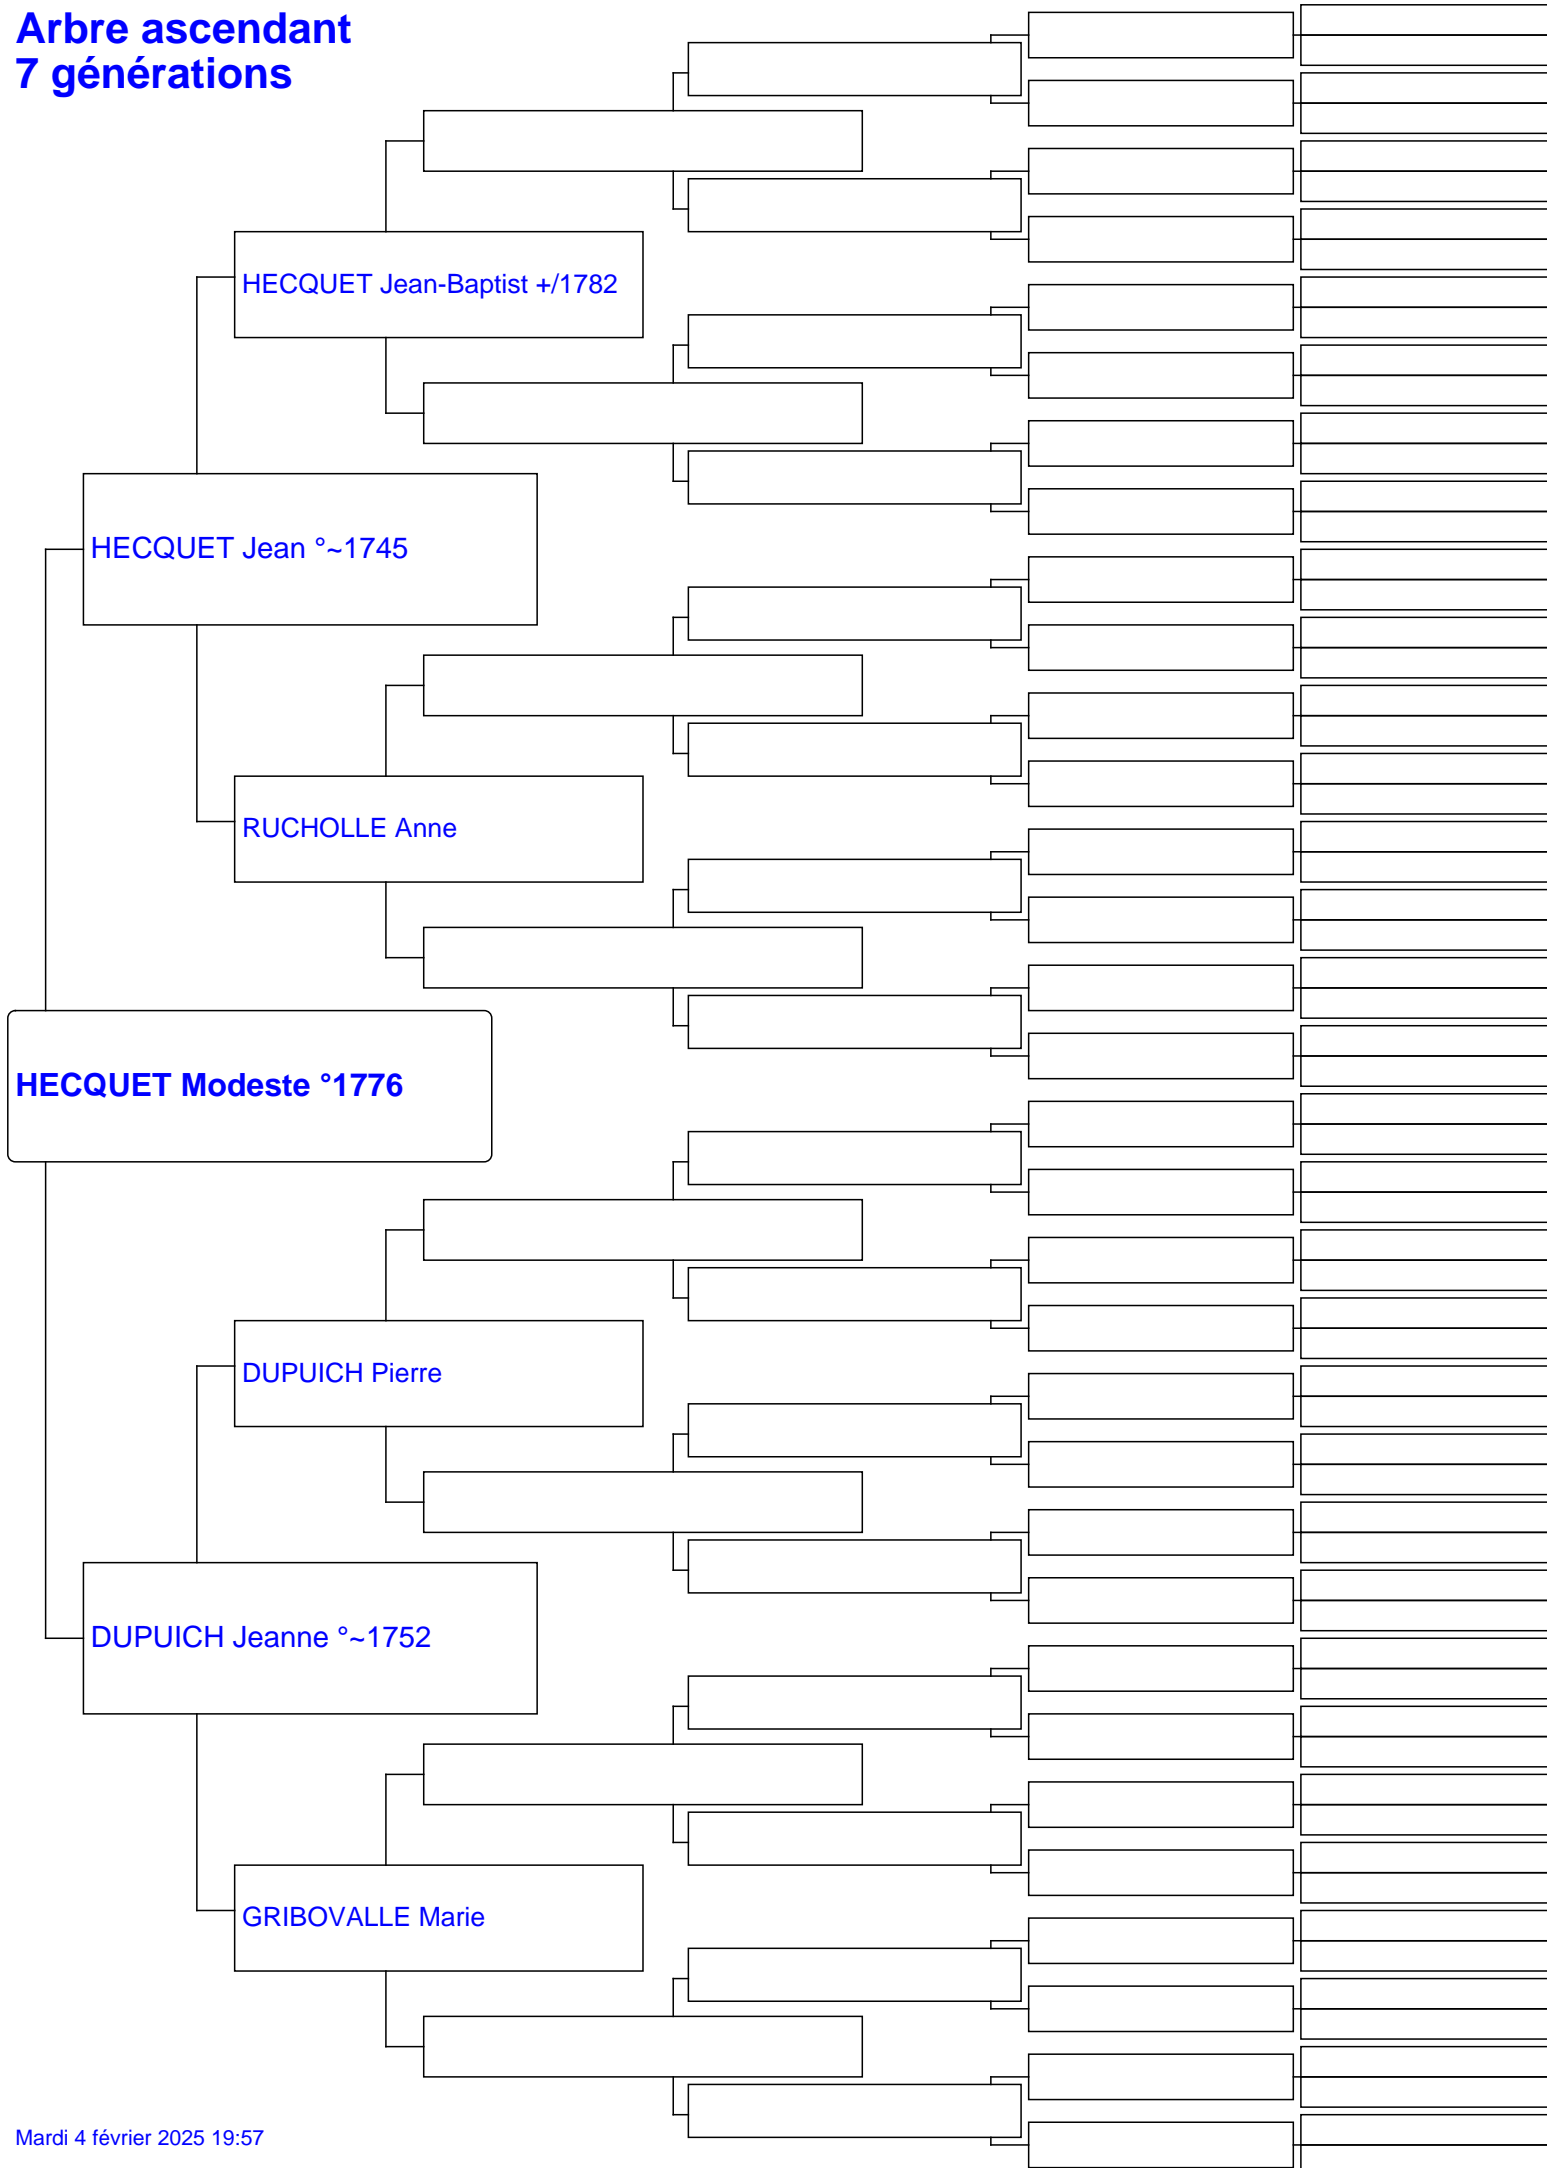 Arbre ascendant
7 générations
HECQUET Jean-Baptist +/1782
HECQUET Jean °~1745
RUCHOLLE Anne
HECQUET Modeste °1776
DUPUICH Pierre
DUPUICH Jeanne °~1752
GRIBOVALLE Marie
Mardi 4 février 2025 19:57